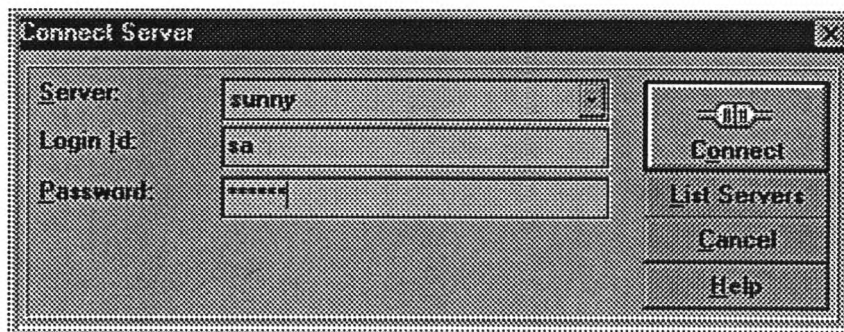 Connect Server
Server:
sunny
Login Id:
sa
Password:
******
Connect
List Servers
Cancel
Help